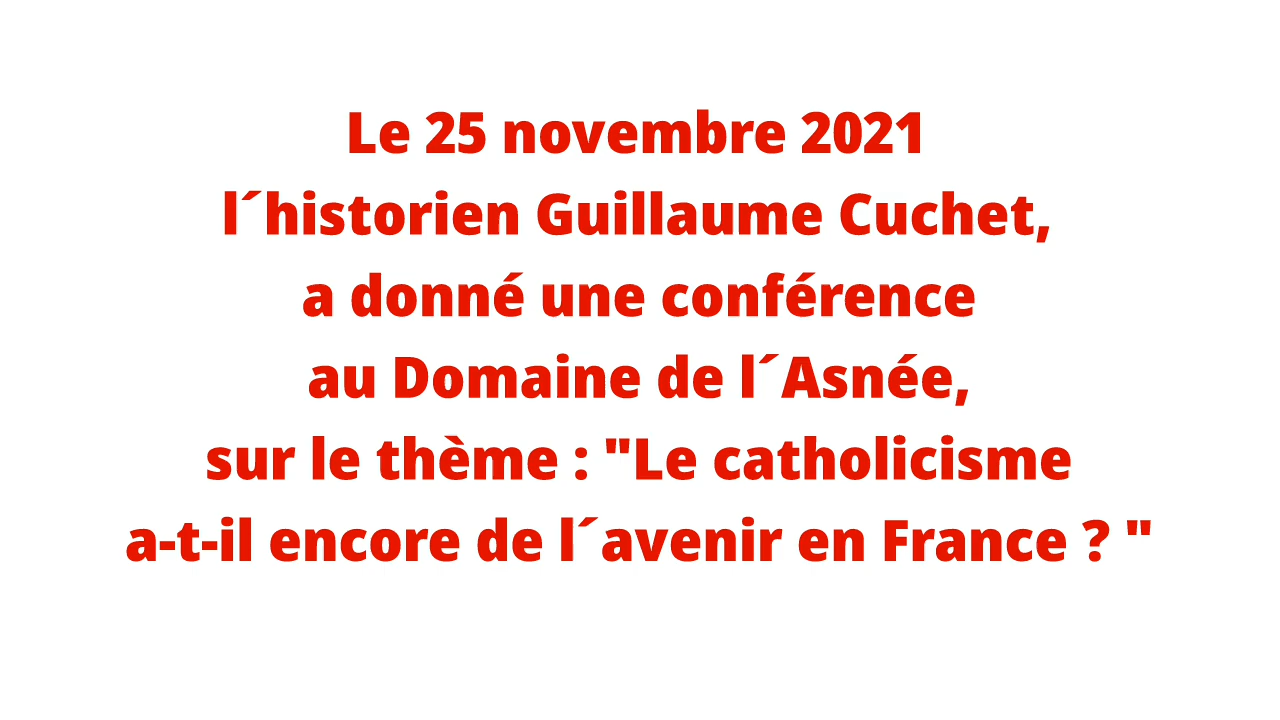 Le 25 novembre 2021
l´historien Guillaume Cuchet,
a donné une conférence
au Domaine de l´Asnée,
sur le thème : "Le catholicisme
a-t-il encore de l´avenir en France ? "